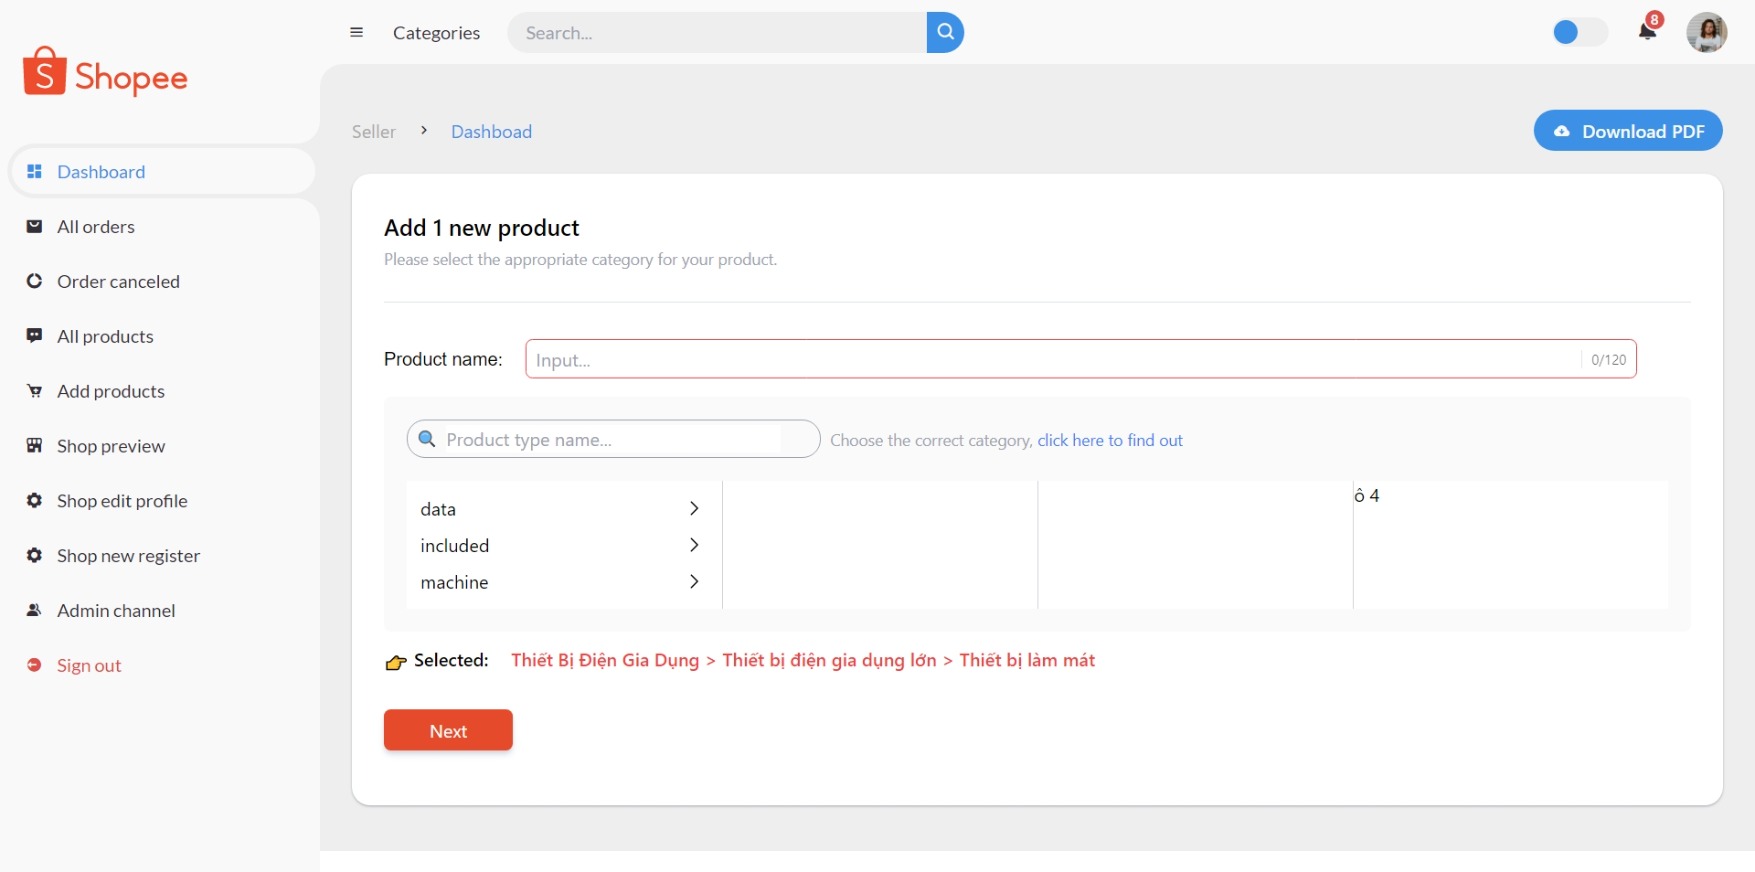 Shopee
Categories
Search...
8
Seller > Dashboad
Download PDF
Dashboard
All orders
Order canceled
All products
Add products
Shop preview
Shop edit profile
Shop new register
Admin channel
Sign out
Add 1 new product
Please select the appropriate category for your product.
Product name: Input... 0/120
Product type name... Choose the correct category, click here to find out
data
included
machine
ô 4
Selected: Thiết Bị Điện Gia Dụng > Thiết bị điện gia dụng lớn > Thiết bị làm mát
Next